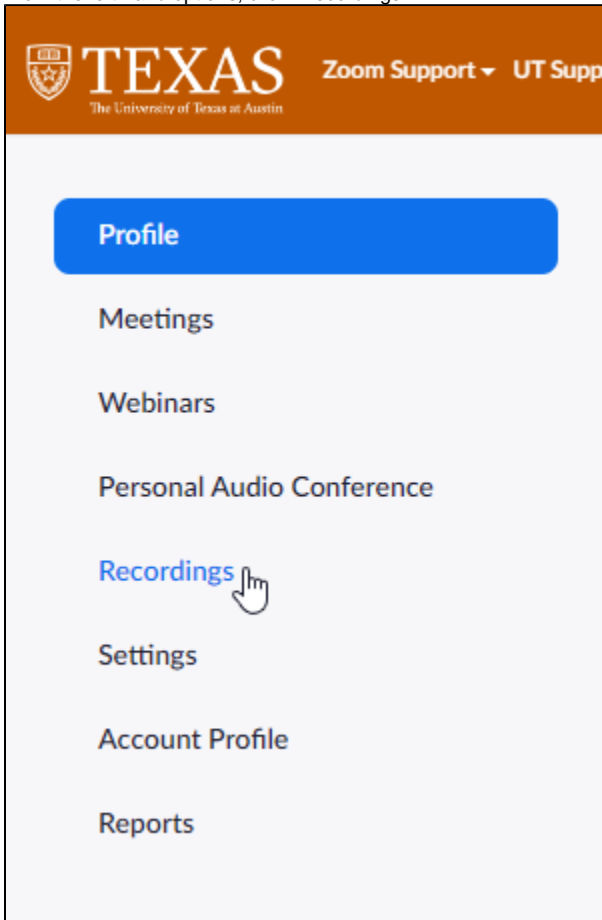 TEXAS
The University of Texas at Austin
Zoom Support UT Supp
Profile
Meetings
Webinars
Personal Audio Conference
Recordings
Settings
Account Profile
Reports